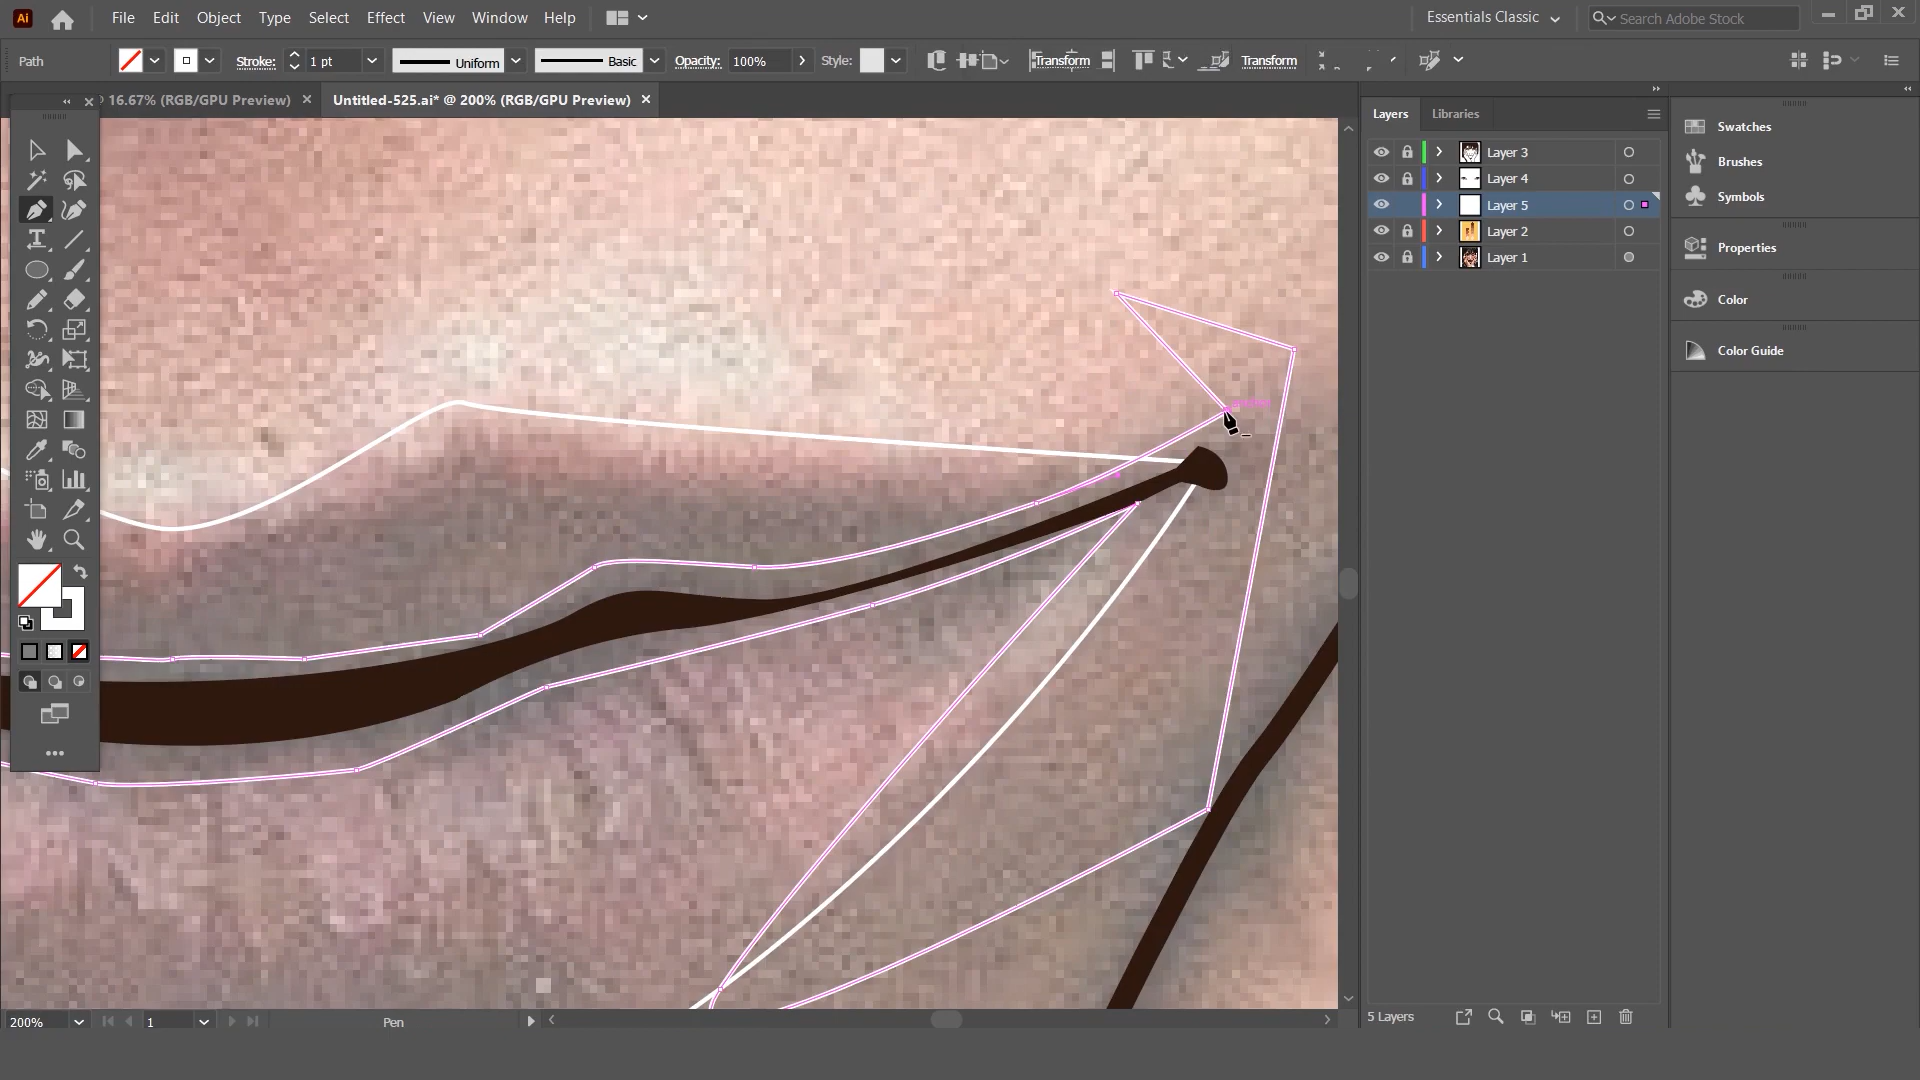 Ai File Edit Object Type Select Effect View Window Help Essentials Classic Search Adobe Stock
Path Stroke: 1 pt Uniform Basic Opacity: 100% Style: Transform Transform
16.67% (RGB/GPU Preview) × Untitled-525.ai* @ 200% (RGB/GPU Preview) ×
Layers Libraries
Layer 3
Layer 4
Layer 5
Layer 2
Layer 1
Swatches
Brushes
Symbols
Properties
Color
Color Guide
200% 1 Pen
5 Layers